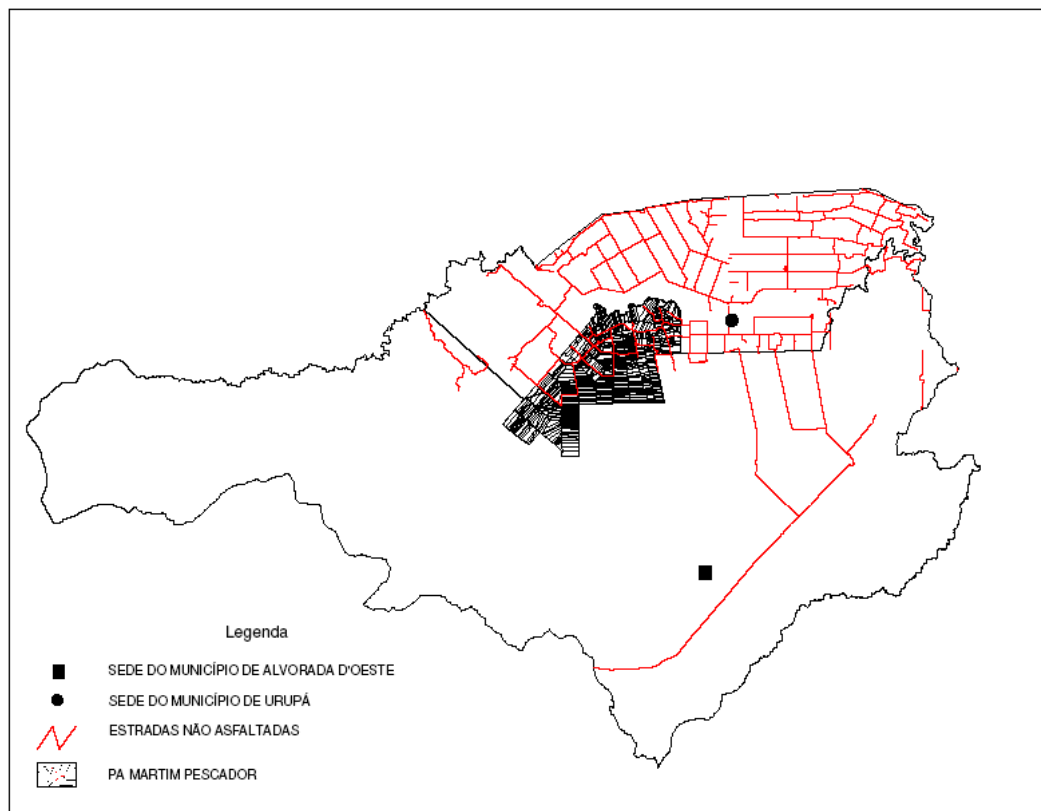 Legenda
SEDE DO MUNICÍPIO DE ALVORADA D'OESTE
SEDE DO MUNICÍPIO DE URUPÁ
ESTRADAS NÃO ASFALTADAS
PA MARTIM PESCADOR